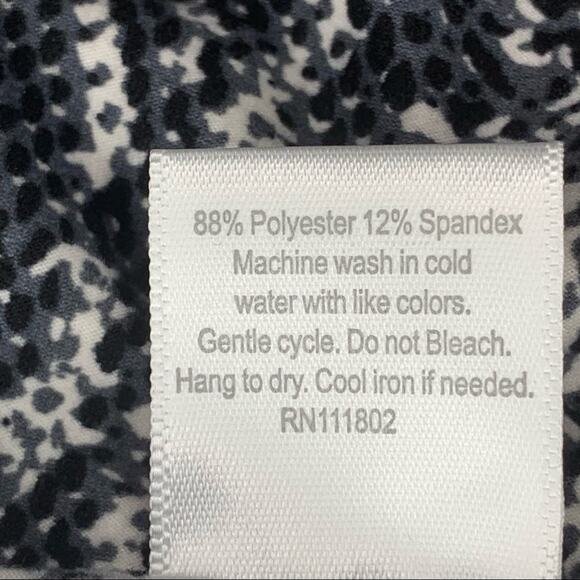 88% Polyester 12% Spandex
Machine wash in cold
water with like colors.
Gentle cycle. Do not Bleach.
Hang to dry. Cool iron if needed.
RN111802